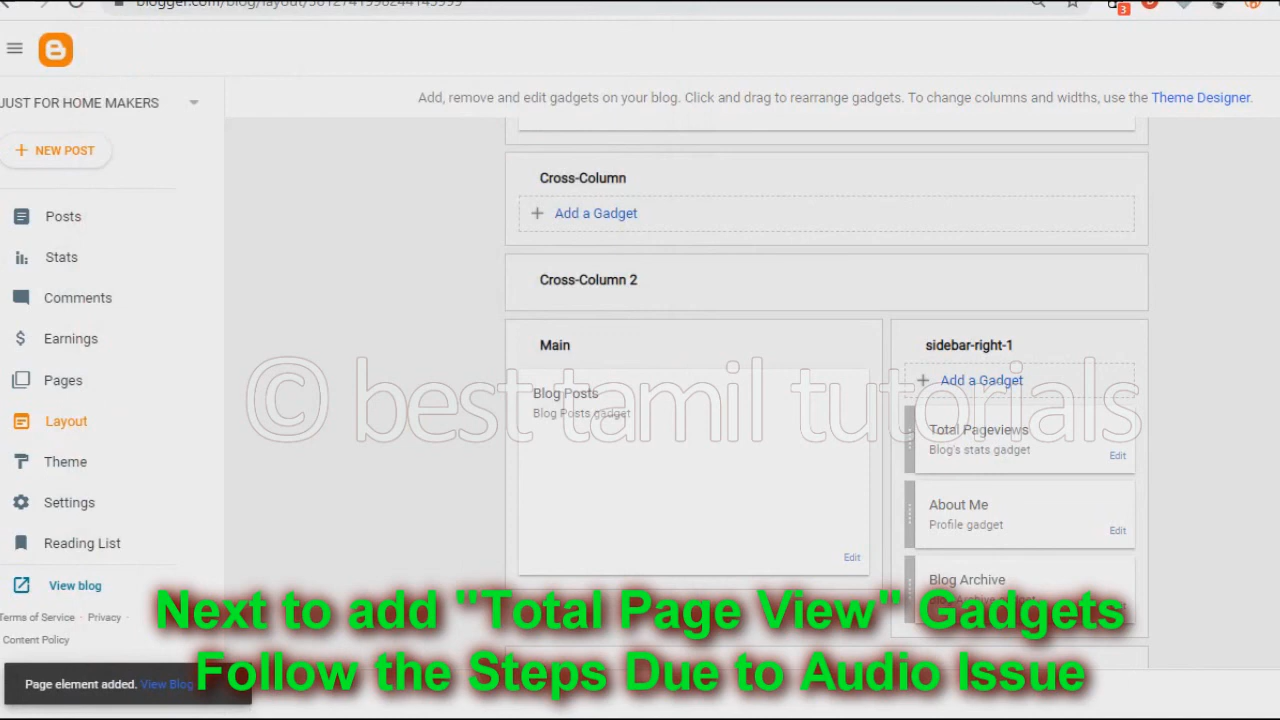 3
JUST FOR HOME MAKERS
Add, remove and edit gadgets on your blog. Click and drag to rearrange gadgets. To change columns and widths, use the Theme Designer.
NEW POST
Posts
Stats
Comments
Earnings
Pages
Layout
Theme
Settings
Reading List
View blog
Terms of Service · Privacy ·
Content Policy
Page element added. View Blog
Cross-Column
Add a Gadget
Cross-Column 2
Main
Blog Posts
Blog Posts gadget
Edit
sidebar-right-1
Add a Gadget
Total Pageviews
Blog's stats gadget
Edit
About Me
Profile gadget
Edit
Blog Archive
© best tamil tutorials
Next to add "Total Page View" Gadgets
Follow the Steps Due to Audio Issue